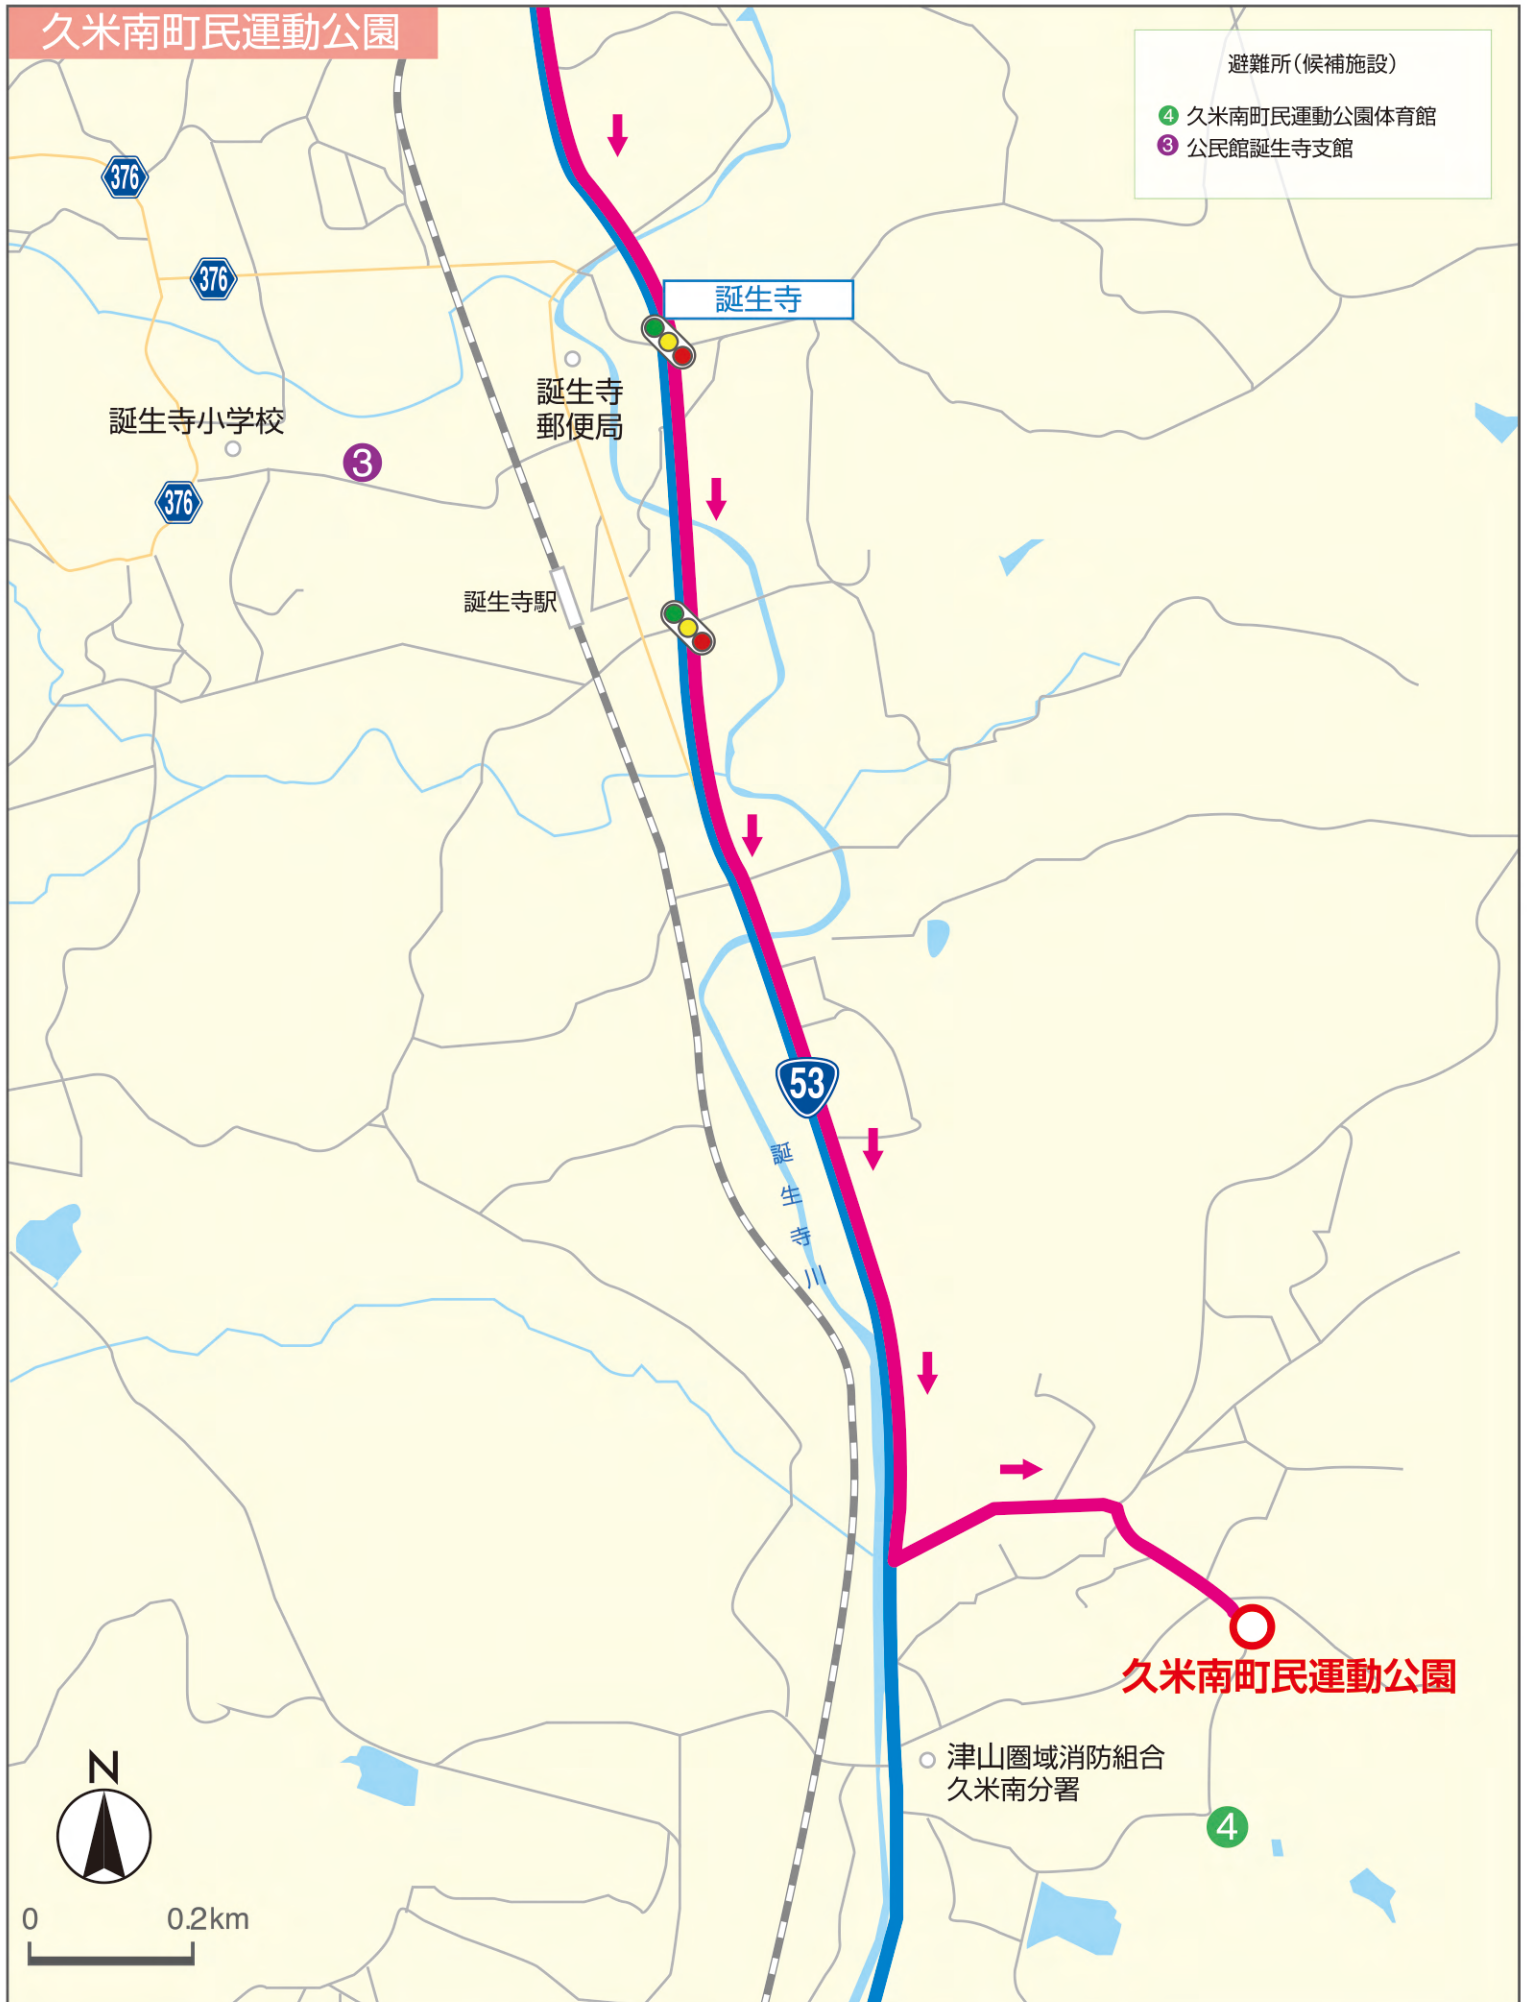 久米南町民運動公園
避難所(候補施設)
4 久米南町民運動公園体育館
3 公民館誕生寺支館
376
376
誕生寺
誕生寺
郵便局
誕生寺小学校
3
376
誕生寺駅
53
誕生寺川
久米南町民運動公園
津山圏域消防組合
久米南分署
4
N
0 0.2km